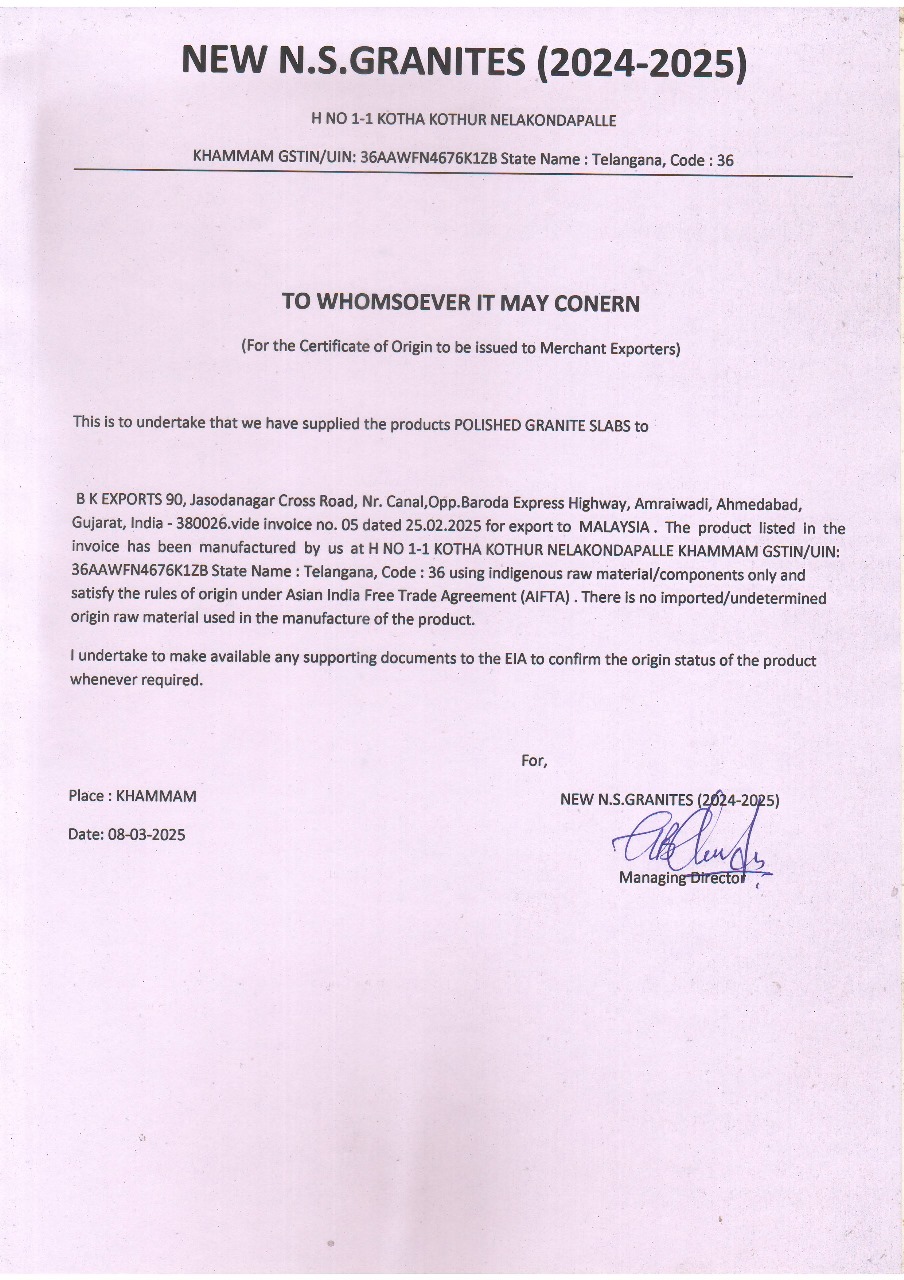 NEW N.S.GRANITES (2024-2025)
H NO 1-1 KOTHA KOTHUR NELAKONDAPALLE
KHAMMAM GSTIN/UIN: 36AAWFN4676K1ZB State Name : Telangana, Code : 36
TO WHOMSOEVER IT MAY CONERN
(For the Certificate of Origin to be issued to Merchant Exporters)
This is to undertake that we have supplied the products POLISHED GRANITE SLABS to
B K EXPORTS 90, Jasodanagar Cross Road, Nr. Canal,Opp.Baroda Express Highway, Amraiwadi, Ahmedabad,
Gujarat, India - 380026.vide invoice no. 05 dated 25.02.2025 for export to MALAYSIA . The product listed in the
invoice has been manufactured by us at H NO 1-1 KOTHA KOTHUR NELAKONDAPALLE KHAMMAM GSTIN/UIN:
36AAWFN4676K1ZB State Name : Telangana, Code : 36 using indigenous raw material/components only and
satisfy the rules of origin under Asian India Free Trade Agreement (AIFTA) . There is no imported/undetermined
origin raw material used in the manufacture of the product.
I undertake to make available any supporting documents to the EIA to confirm the origin status of the product
whenever required.
For,
Place : KHAMMAM
NEW N.S.GRANITES (2024-2025)
Date: 08-03-2025
Managing Director